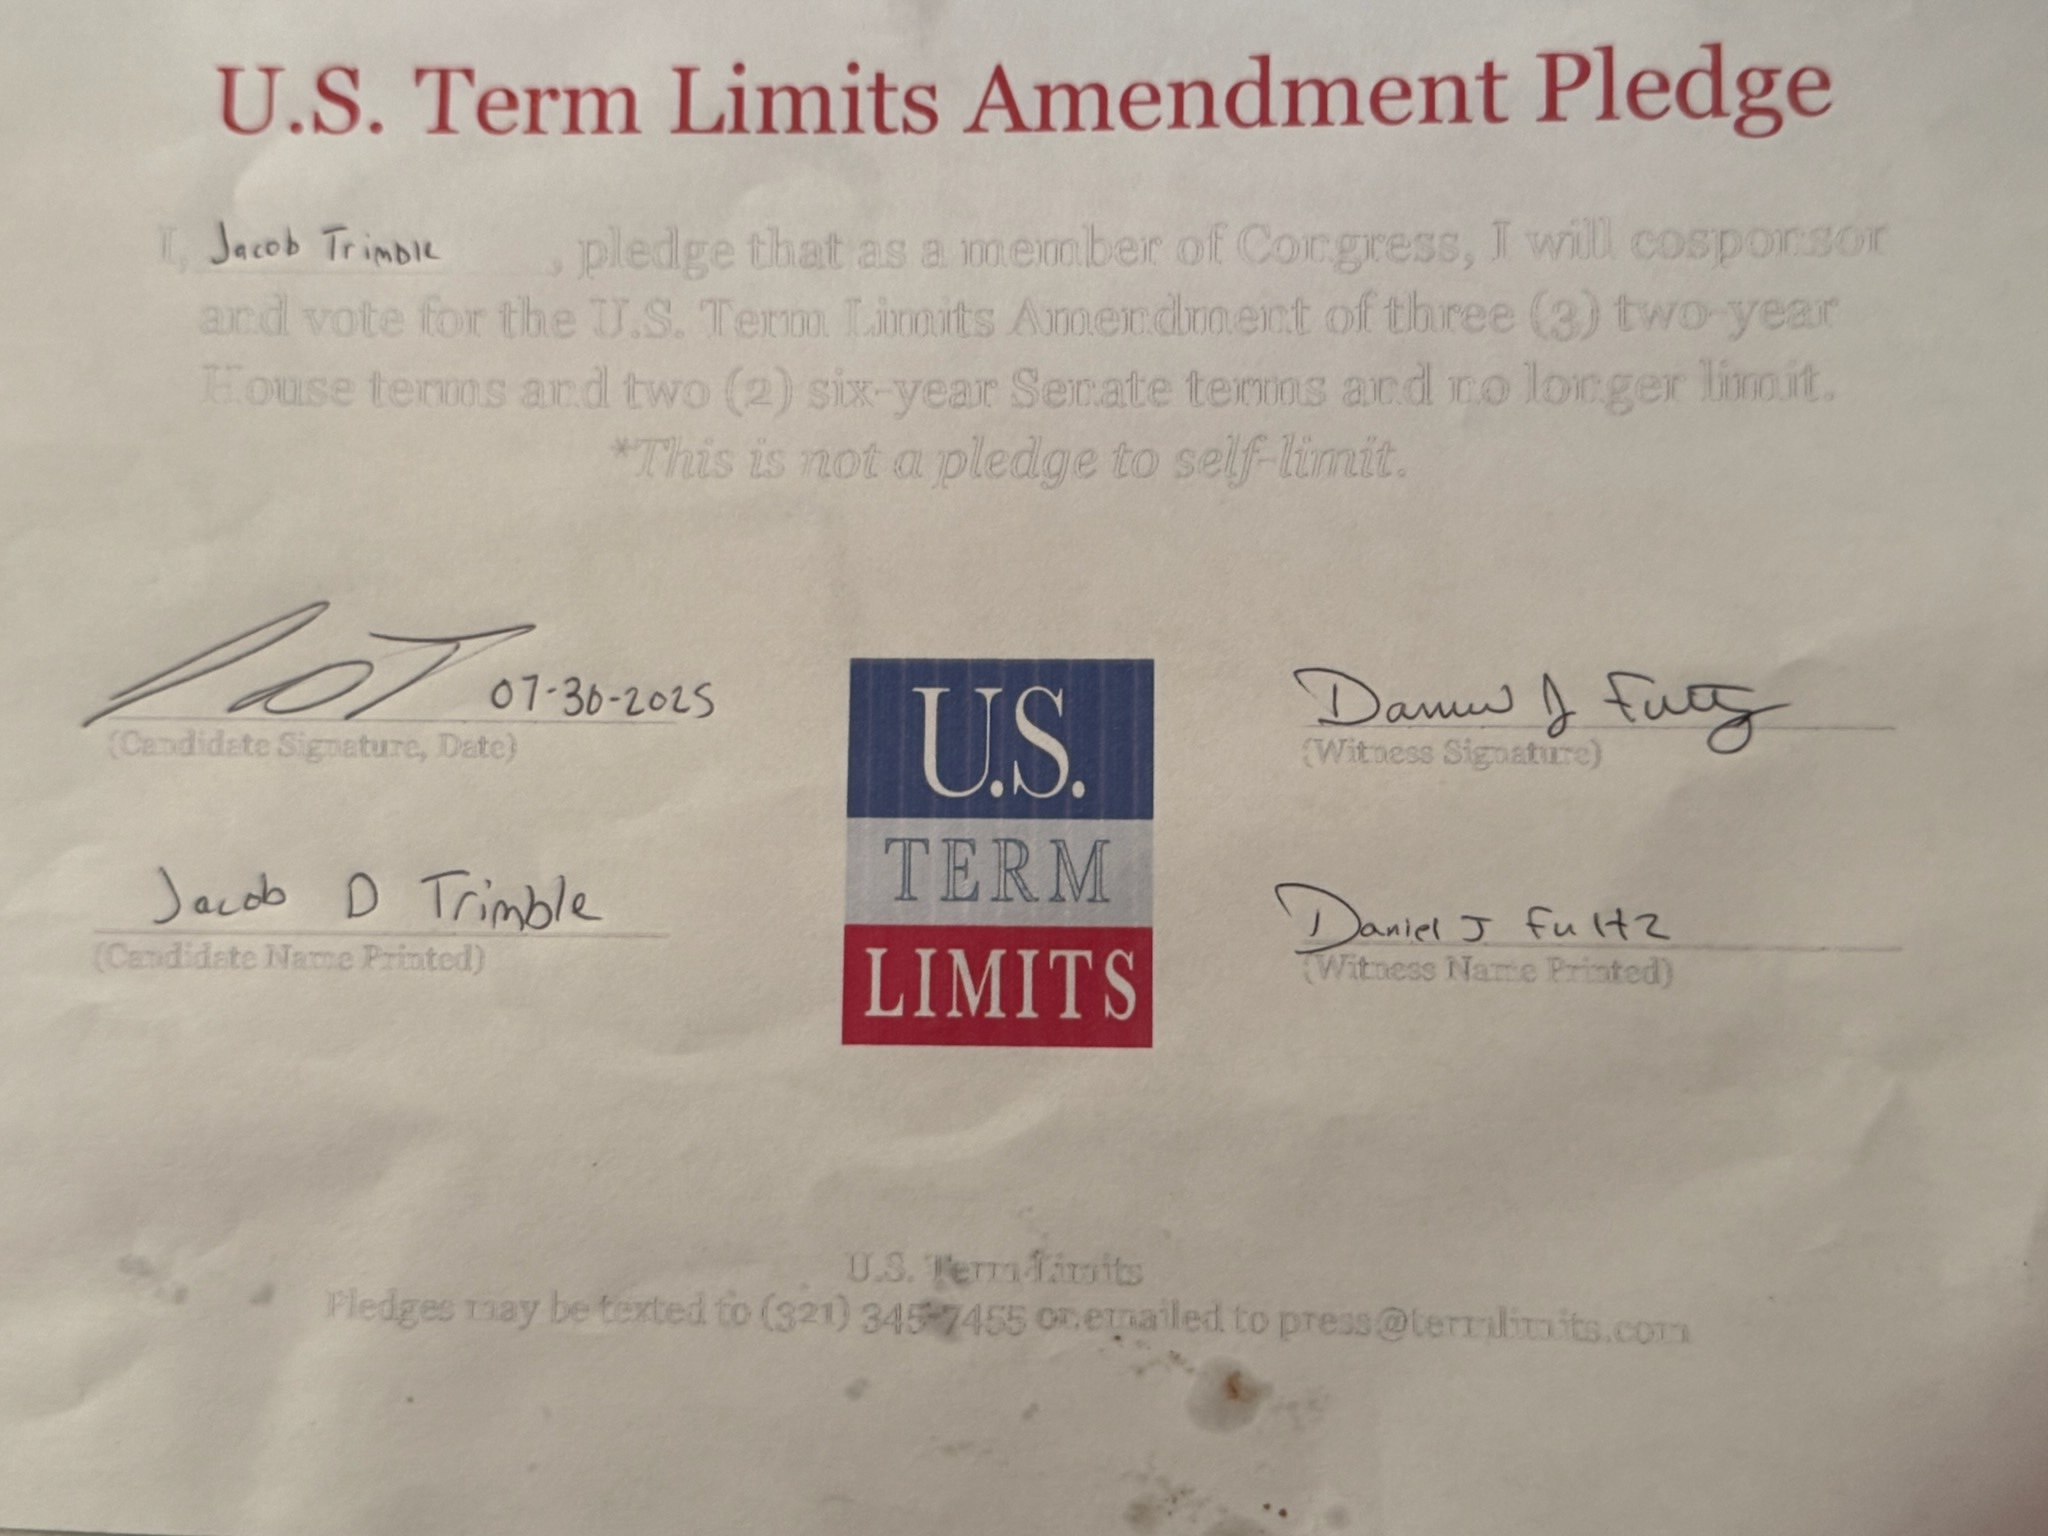 U.S. Term Limits Amendment Pledge
I, Jacob Trimble , pledge that as a member of Congress, I will cosponsor
and vote for the U.S. Term Limits Amendment of three (3) two-year
House terms and two (2) six-year Senate terms and no longer limit.
*This is not a pledge to self-limit.
07-30-2025
(Candidate Signature, Date)
Jacob D Trimble
(Candidate Name Printed)
U.S.
TERM
LIMITS
Daniel J Fultz
(Witness Signature)
Daniel J Fultz
(Witness Name Printed)
U.S. Term Limits
Pledges may be texted to (321) 345-7455 or emailed to press@termlimits.com